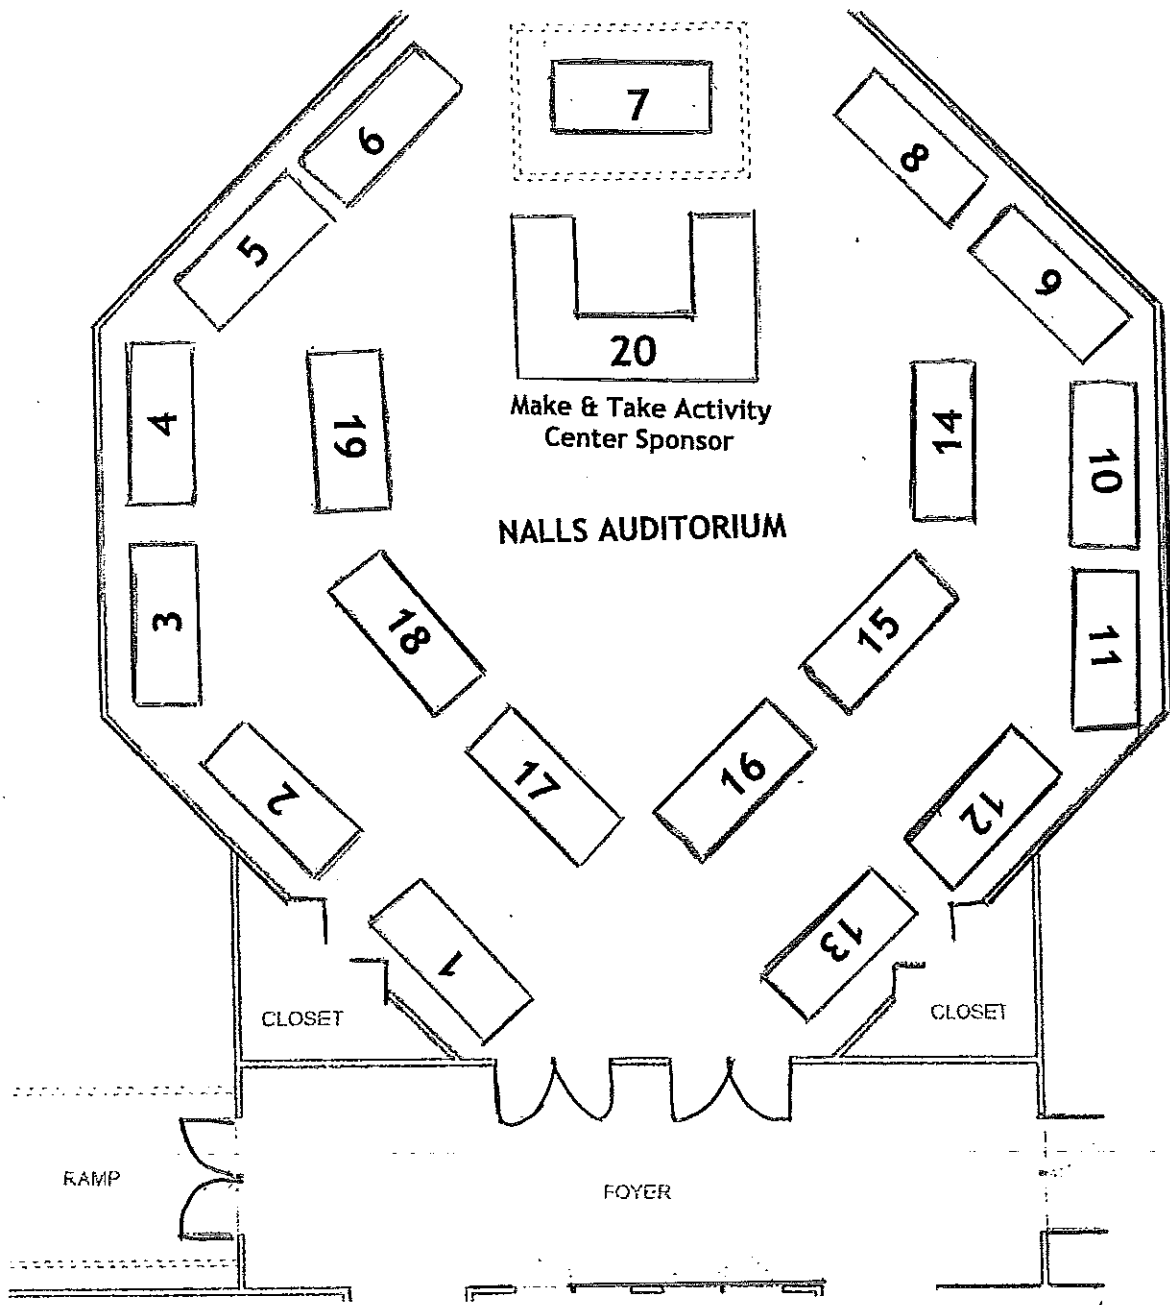 7
6
8
5
9
20
4
19
Make & Take Activity
Center Sponsor
14
10
NALLS AUDITORIUM
3
18
15
11
2
17
16
12
1
13
CLOSET
CLOSET
RAMP
FOYER